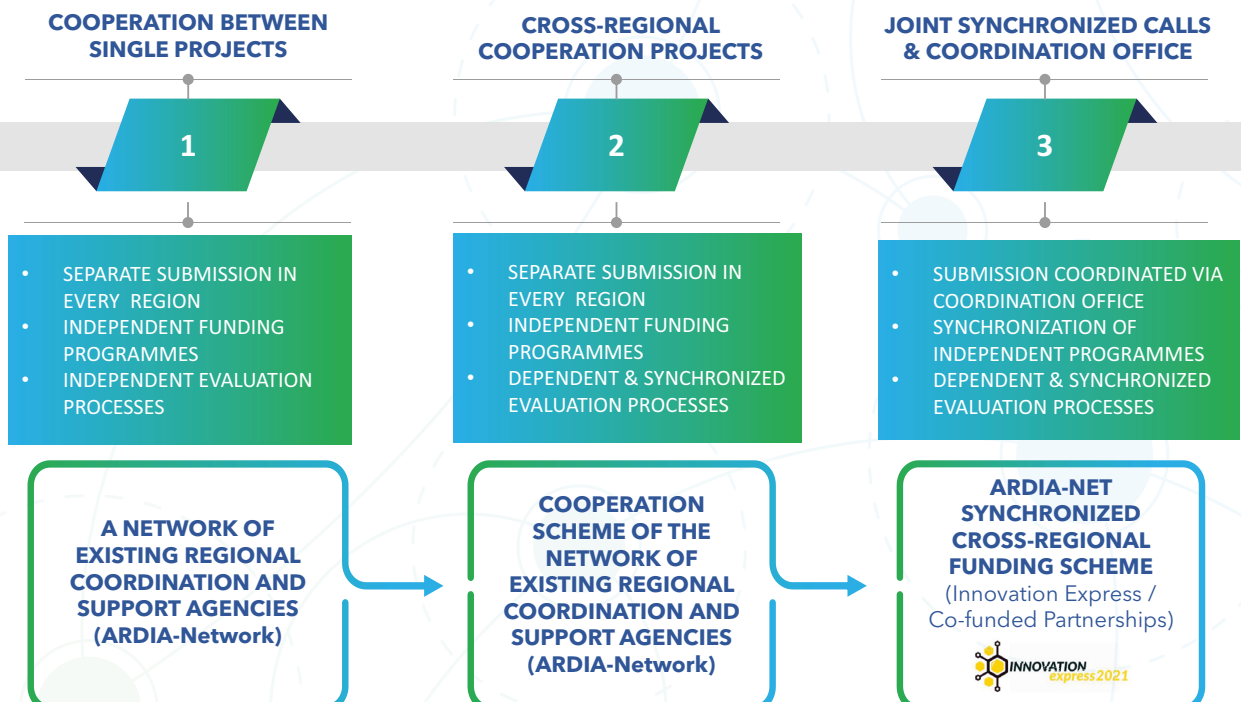 COOPERATION BETWEEN
SINGLE PROJECTS
1
• SEPARATE SUBMISSION IN
EVERY REGION
• INDEPENDENT FUNDING
PROGRAMMES
• INDEPENDENT EVALUATION
PROCESSES
A NETWORK OF
EXISTING REGIONAL
COORDINATION AND
SUPPORT AGENCIES
(ARDIA-Network)
CROSS-REGIONAL
COOPERATION PROJECTS
2
• SEPARATE SUBMISSION IN
EVERY REGION
• INDEPENDENT FUNDING
PROGRAMMES
• DEPENDENT & SYNCHRONIZED
EVALUATION PROCESSES
COOPERATION
SCHEME OF THE
NETWORK OF
EXISTING REGIONAL
COORDINATION AND
SUPPORT AGENCIES
(ARDIA-Network)
JOINT SYNCHRONIZED CALLS
& COORDINATION OFFICE
3
• SUBMISSION COORDINATED VIA
COORDINATION OFFICE
• SYNCHRONIZATION OF
INDEPENDENT PROGRAMMES
• DEPENDENT & SYNCHRONIZED
EVALUATION PROCESSES
ARDIA-NET
SYNCHRONIZED
CROSS-REGIONAL
FUNDING SCHEME
(Innovation Express /
Co-funded Partnerships)
INNOVATION
express2021